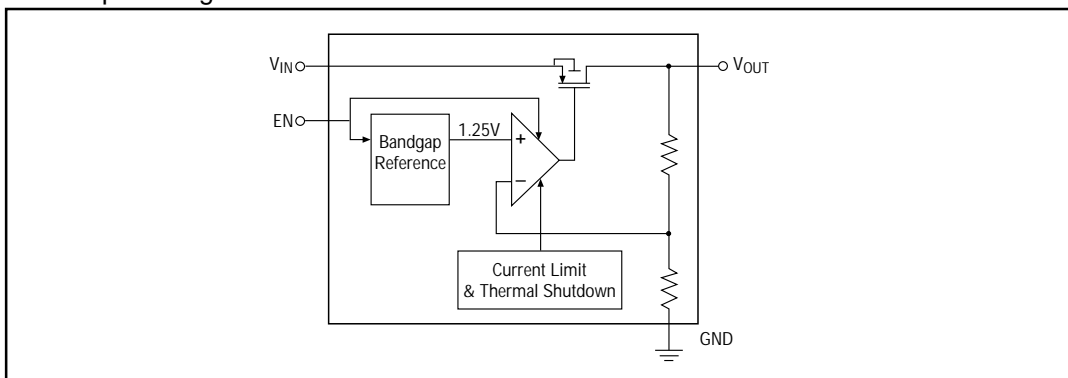 VIN
VOUT
EN
1.25V
+
Bandgap
Reference
−
Current Limit
& Thermal Shutdown
GND